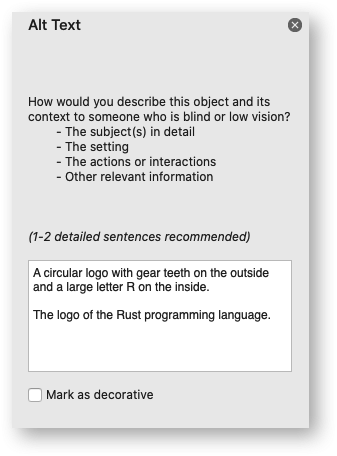 Alt Text
How would you describe this object and its
context to someone who is blind or low vision?
- The subject(s) in detail
- The setting
- The actions or interactions
- Other relevant information
(1-2 detailed sentences recommended)
A circular logo with gear teeth on the outside
and a large letter R on the inside.
The logo of the Rust programming language.
Mark as decorative